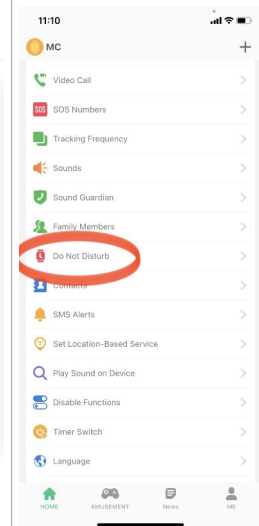 11:10
MC
Video Call
SOS SOS Numbers
Tracking Frequency
Sounds
Sound Guardian
Family Members
Do Not Disturb
Contacts
SMS Alerts
Set Location-Based Service
Play Sound on Device
Disable Functions
Timer Switch
Language
HOME AMUSEMENT News ME